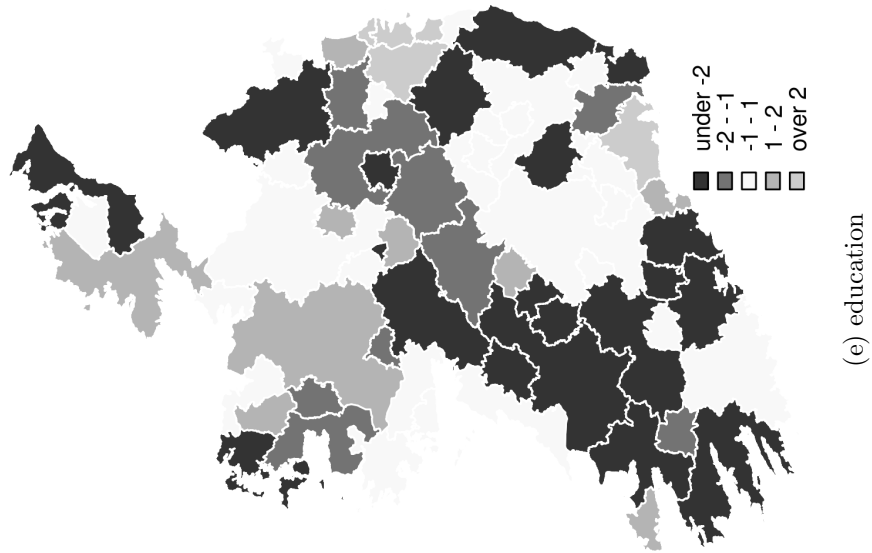 under -2
-2 - -1
-1 - 1
1 - 2
over 2
(e) education